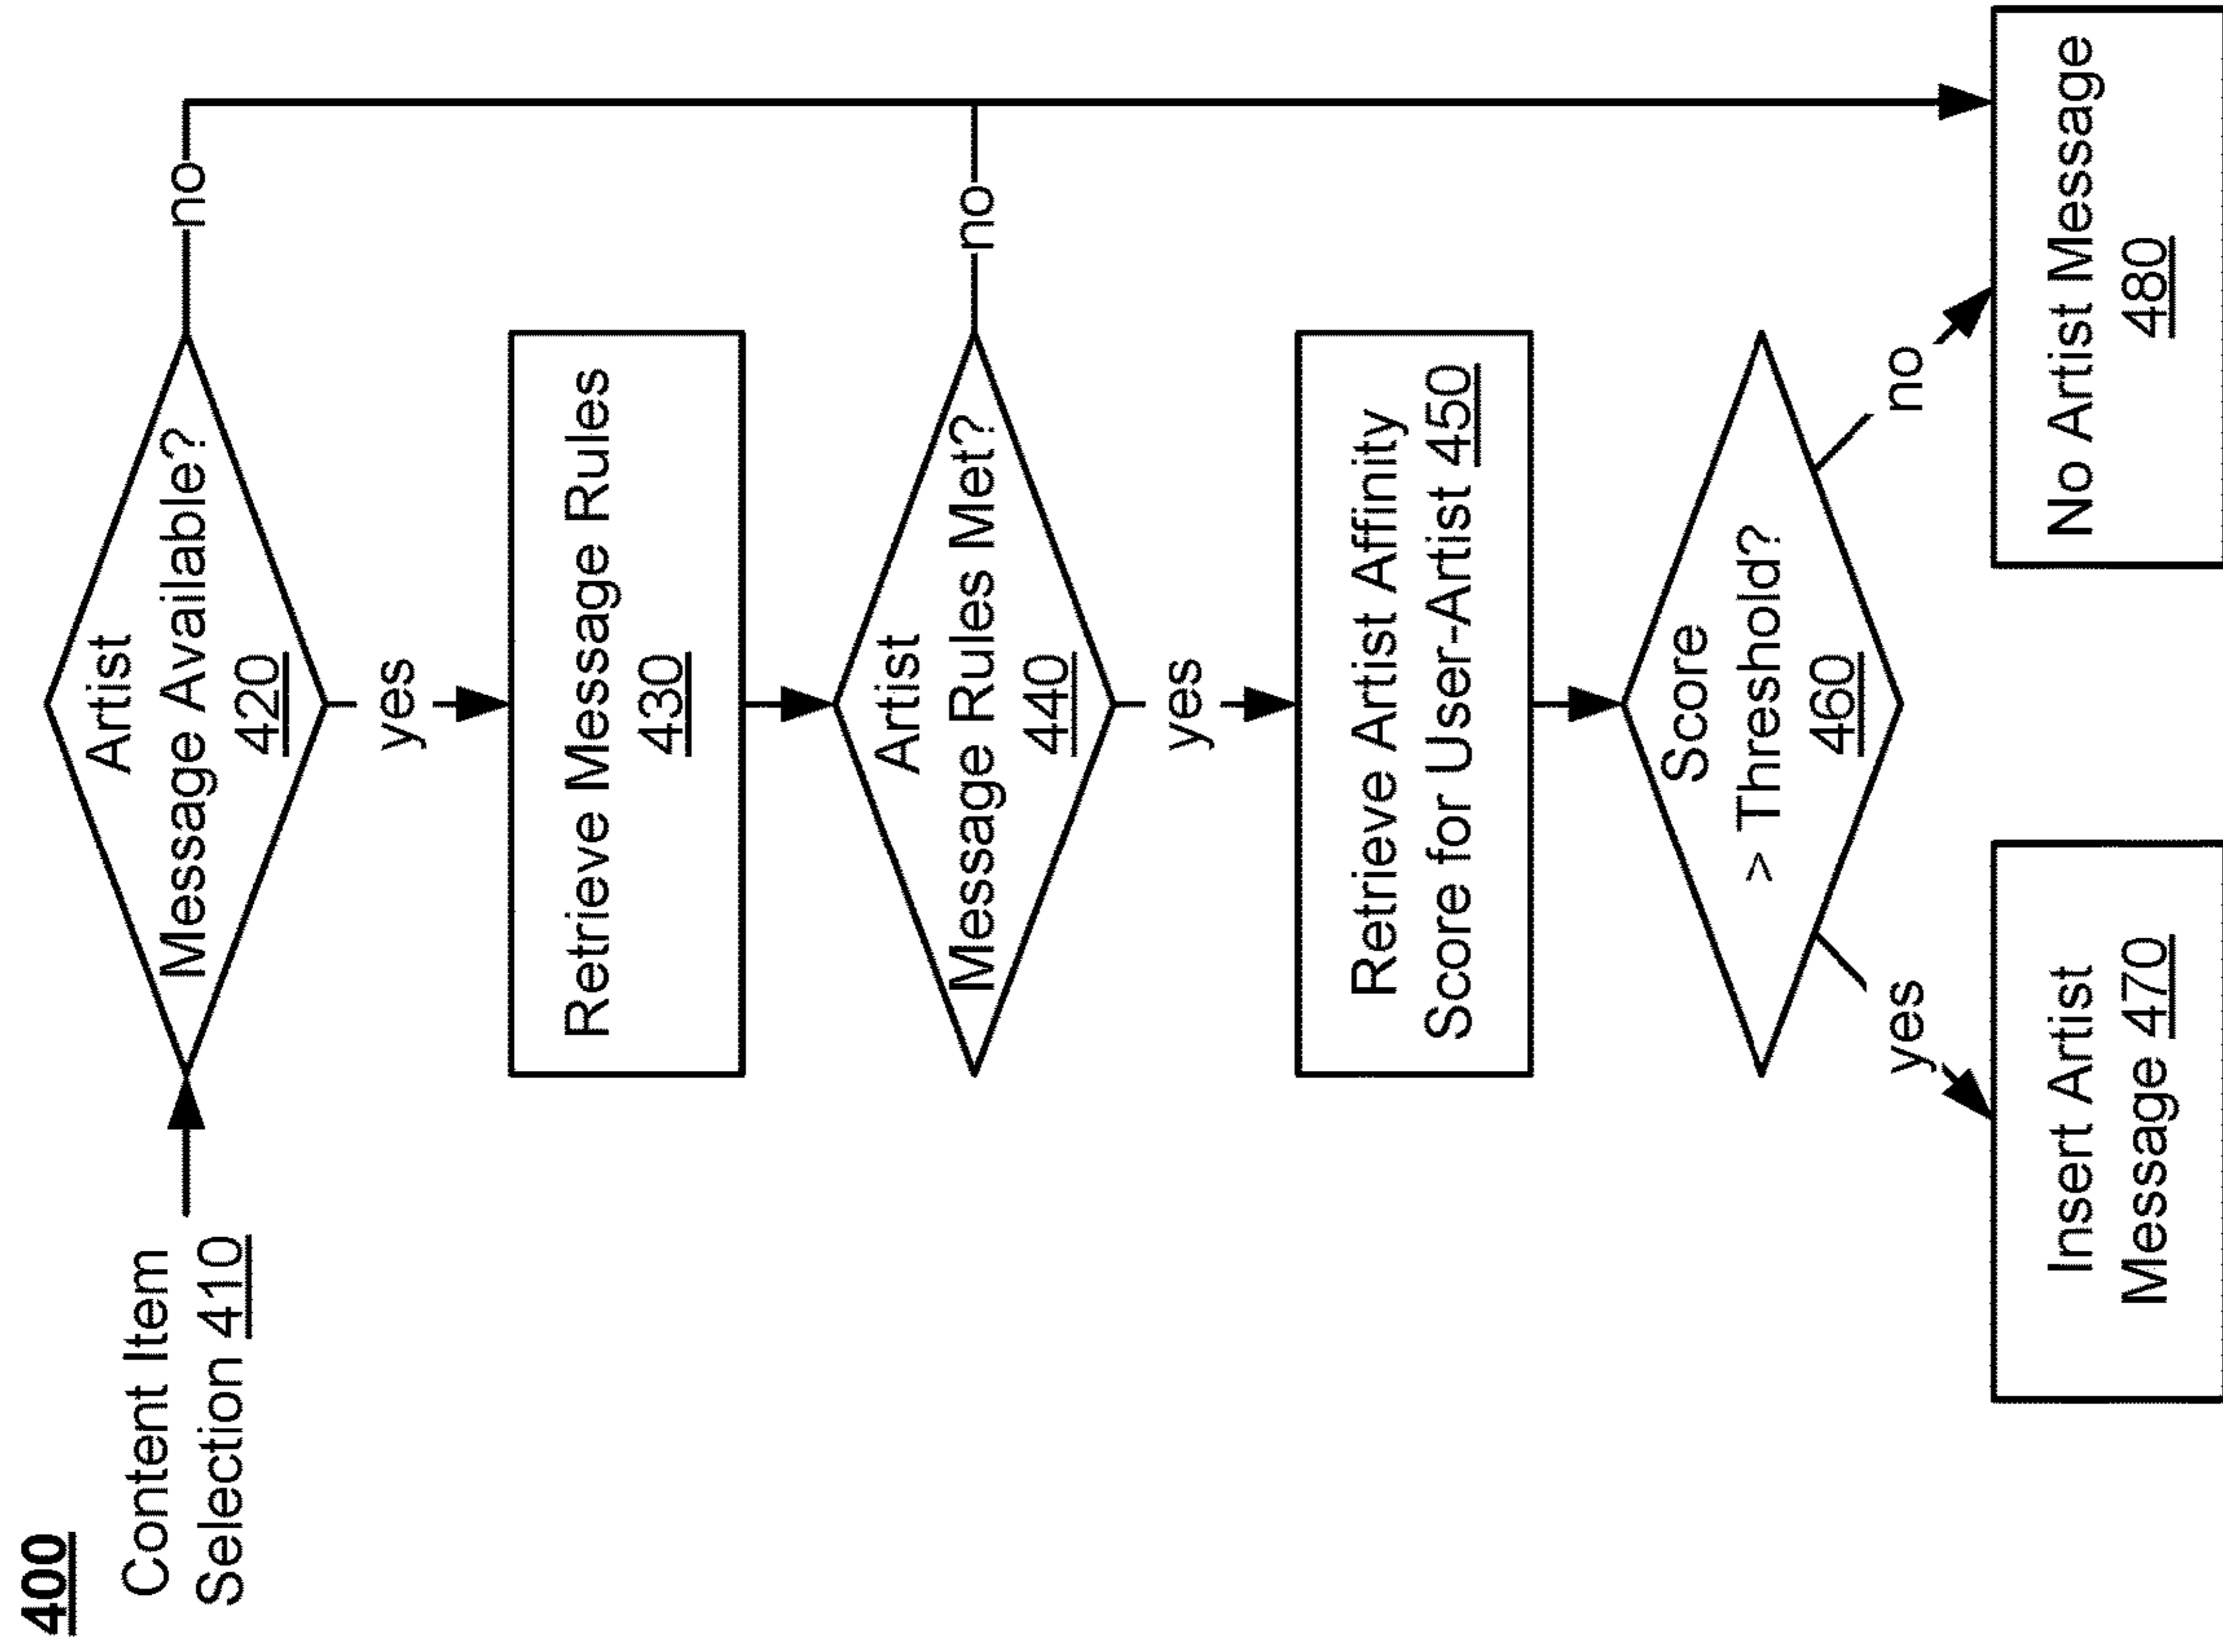 400
Content Item
Selection 410
Artist
Message Available?
420
no
yes
Retrieve Message Rules
430
Artist
Message Rules Met?
440
no
yes
Retrieve Artist Affinity
Score for User-Artist 450
Score
> Threshold?
460
yes
no
Insert Artist
Message 470
No Artist Message
480